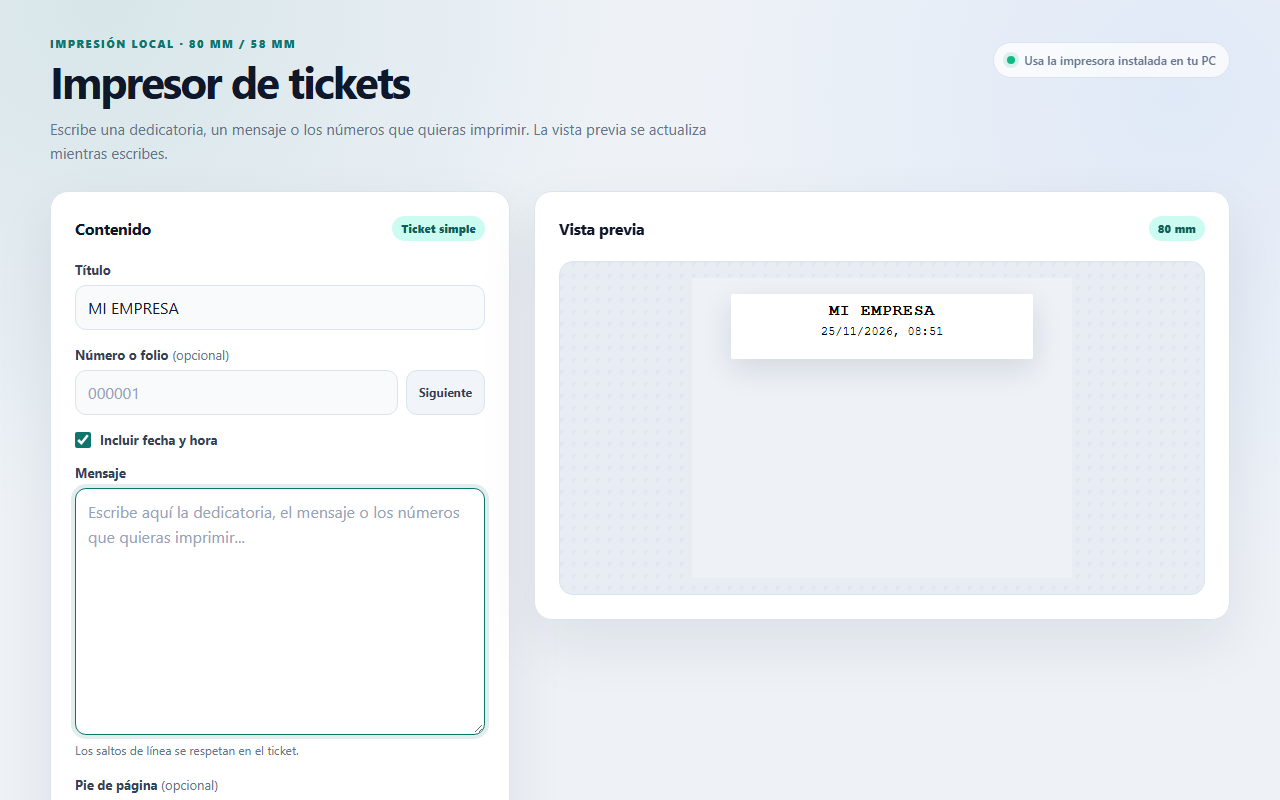 IMPRESIÓN LOCAL · 80 MM / 58 MM
Impresor de tickets
Escribe una dedicatoria, un mensaje o los números que quieras imprimir. La vista previa se actualiza
mientras escribes.
Usa la impresora instalada en tu PC
Contenido
Ticket simple
Título
MI EMPRESA
Número o folio (opcional)
000001
Siguiente
Incluir fecha y hora
Mensaje
Escribe aquí la dedicatoria, el mensaje o los números
que quieras imprimir...
Los saltos de línea se respetan en el ticket.
Pie de página (opcional)
Vista previa
80 mm
MI EMPRESA
25/11/2026, 08:51